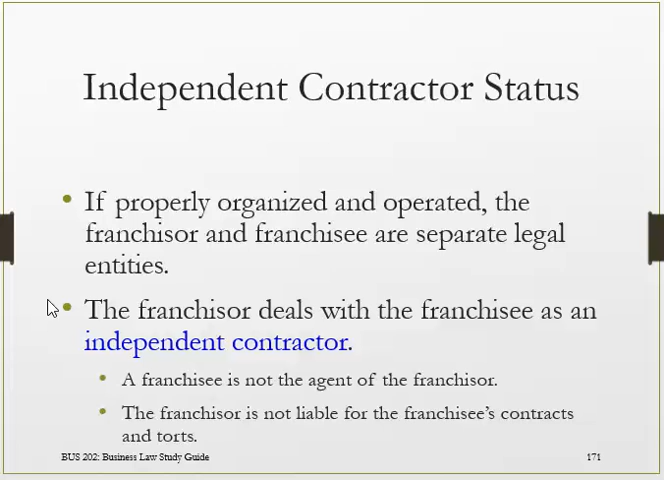 Independent Contractor Status
If properly organized and operated, the
franchisor and franchisee are separate legal
entities.
The franchisor deals with the franchisee as an
independent contractor.
A franchisee is not the agent of the franchisor.
The franchisor is not liable for the franchisee's contracts
and torts.
BUS 202: Business Law Study Guide
171